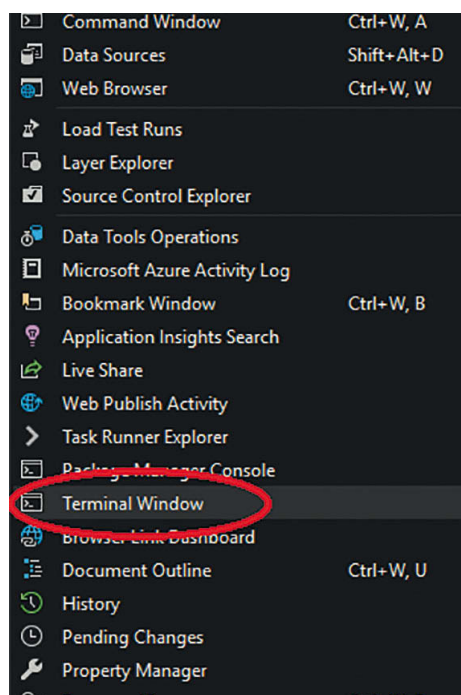 Command Window Ctrl+W, A
Data Sources Shift+Alt+D
Web Browser Ctrl+W, W
Load Test Runs
Layer Explorer
Source Control Explorer
Data Tools Operations
Microsoft Azure Activity Log
Bookmark Window Ctrl+W, B
Application Insights Search
Live Share
Web Publish Activity
Task Runner Explorer
Package Manager Console
Terminal Window
Browser Link Dashboard
Document Outline Ctrl+W, U
History
Pending Changes
Property Manager